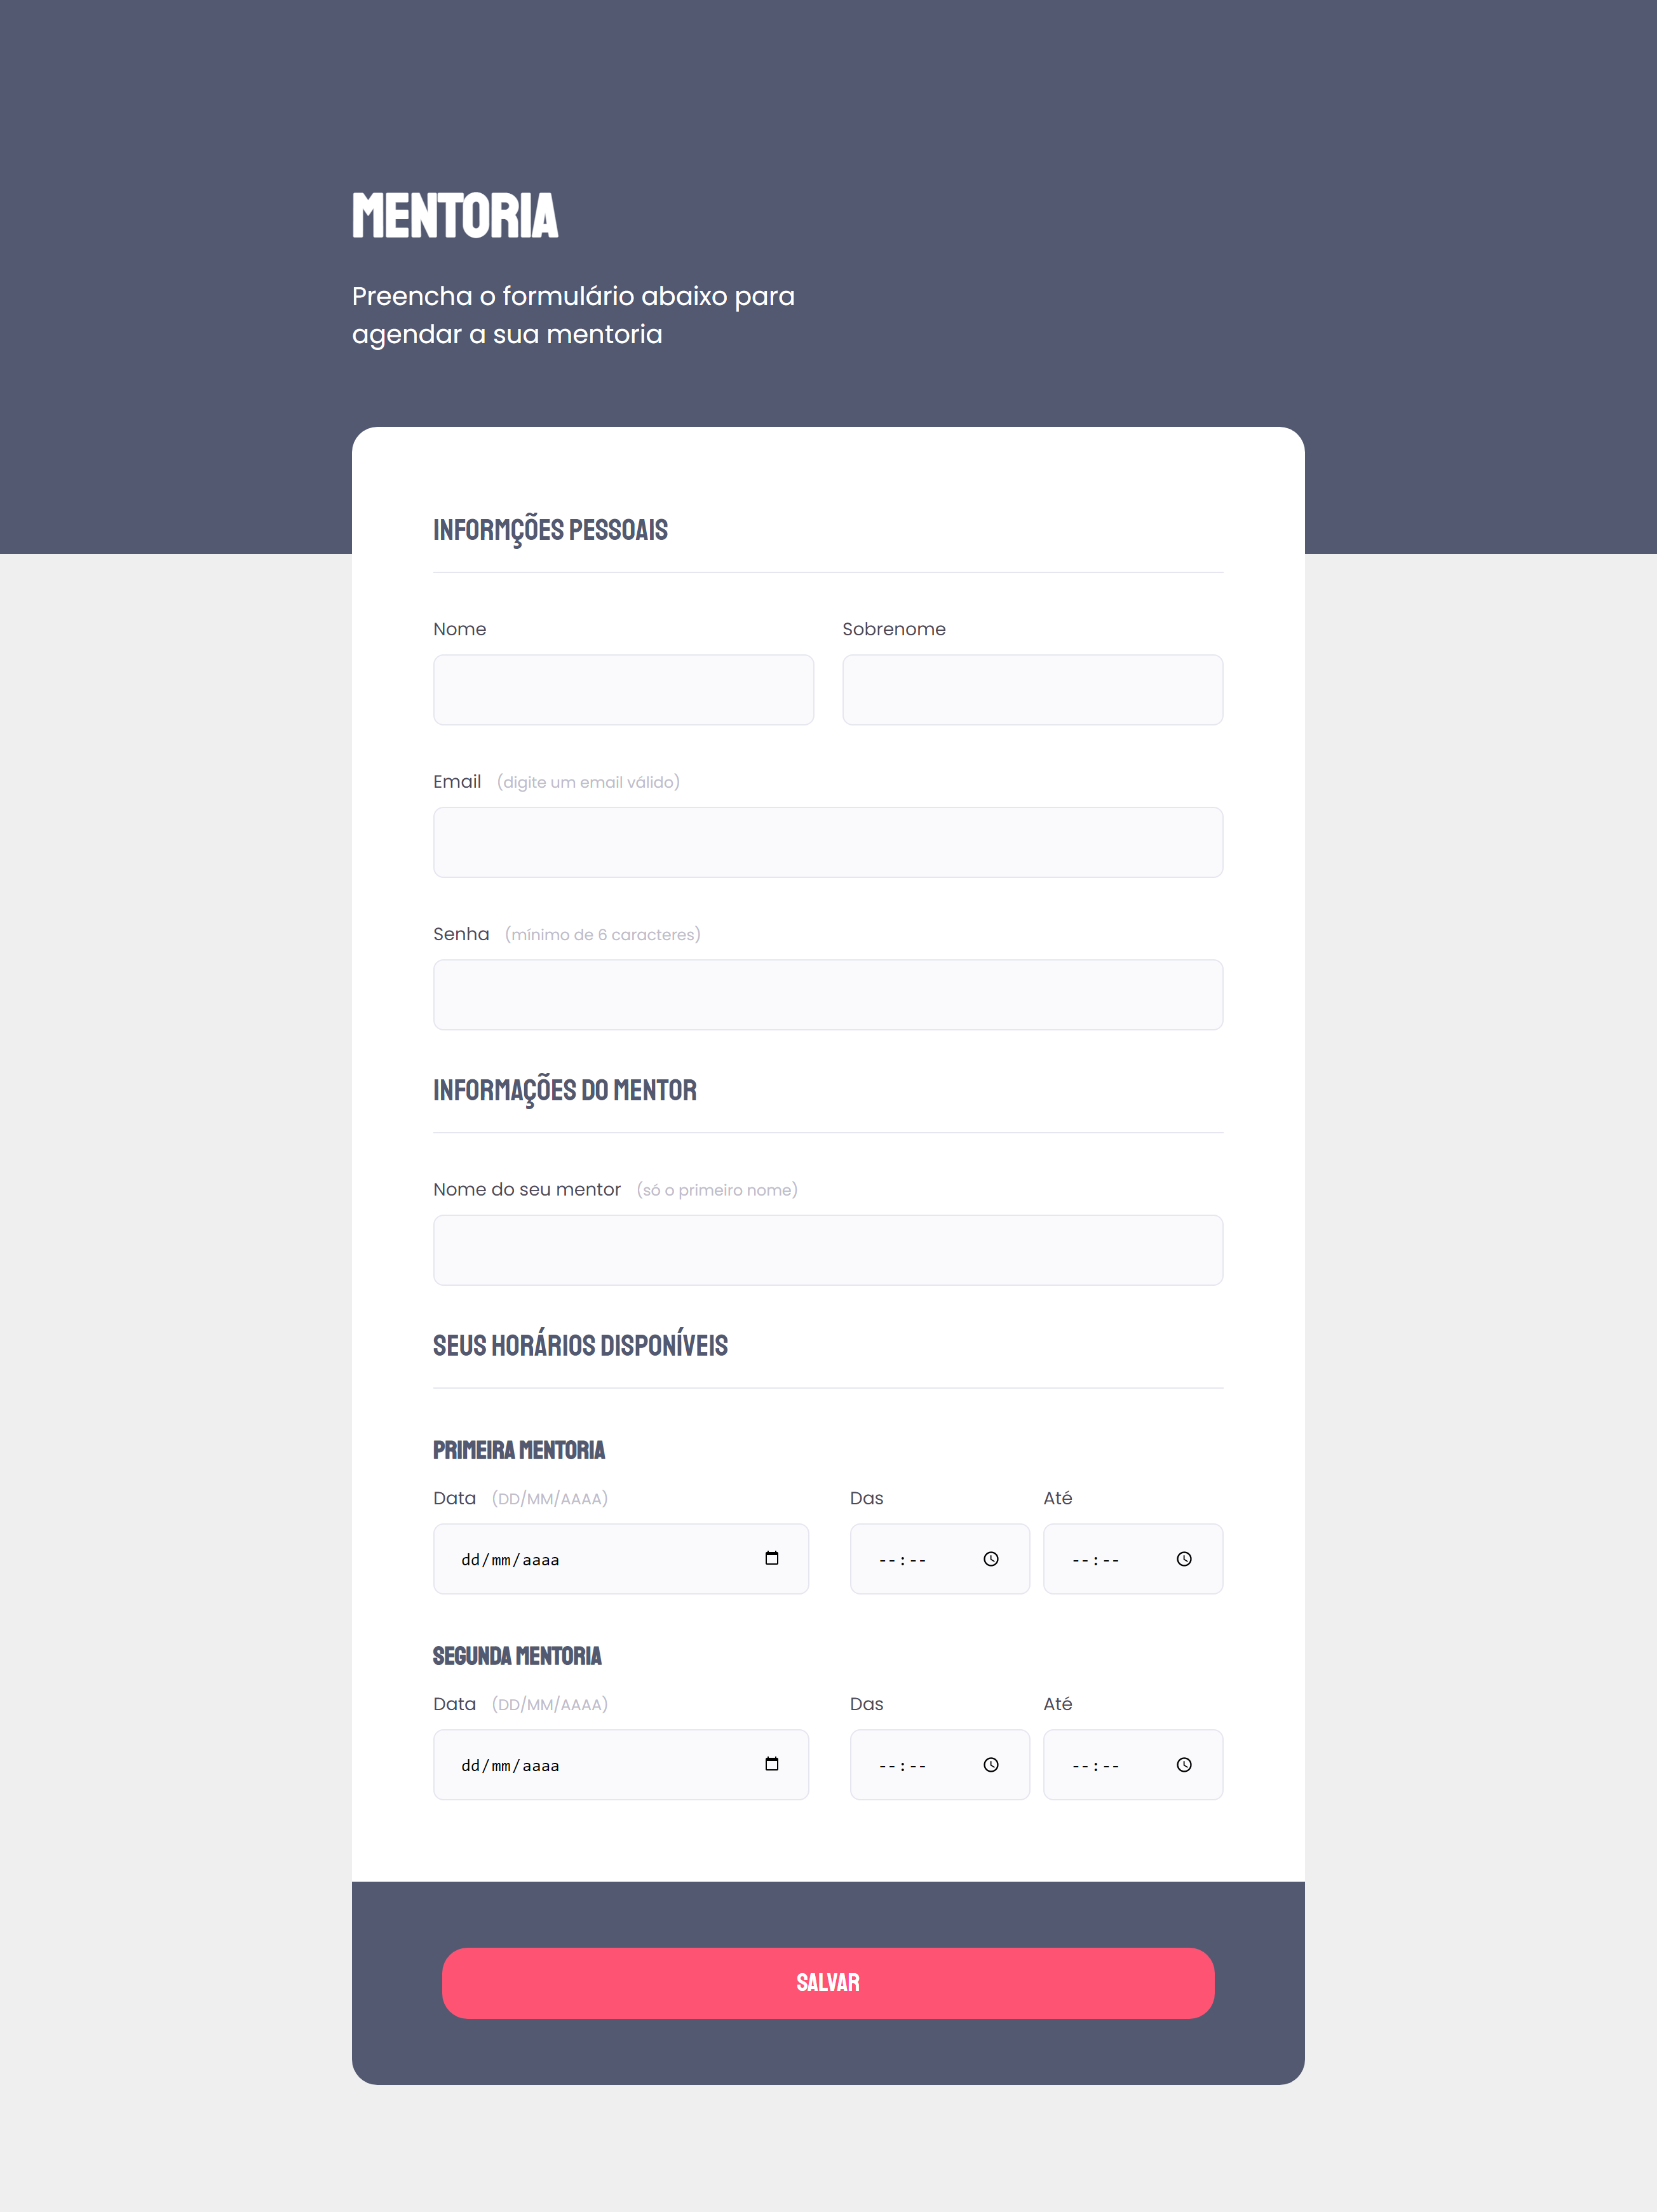 MENTORIA
Preencha o formulário abaixo para
agendar a sua mentoria
INFORMÇÕES PESSOAIS
Nome Sobrenome
Email (digite um email válido)
Senha (mínimo de 6 caracteres)
INFORMAÇÕES DO MENTOR
Nome do seu mentor (só o primeiro nome)
SEUS HORÁRIOS DISPONÍVEIS
PRIMEIRA MENTORIA
Data (DD/MM/AAAA) Das Até
dd/mm/aaaa --:-- --:--
SEGUNDA MENTORIA
Data (DD/MM/AAAA) Das Até
dd/mm/aaaa --:-- --:--
SALVAR